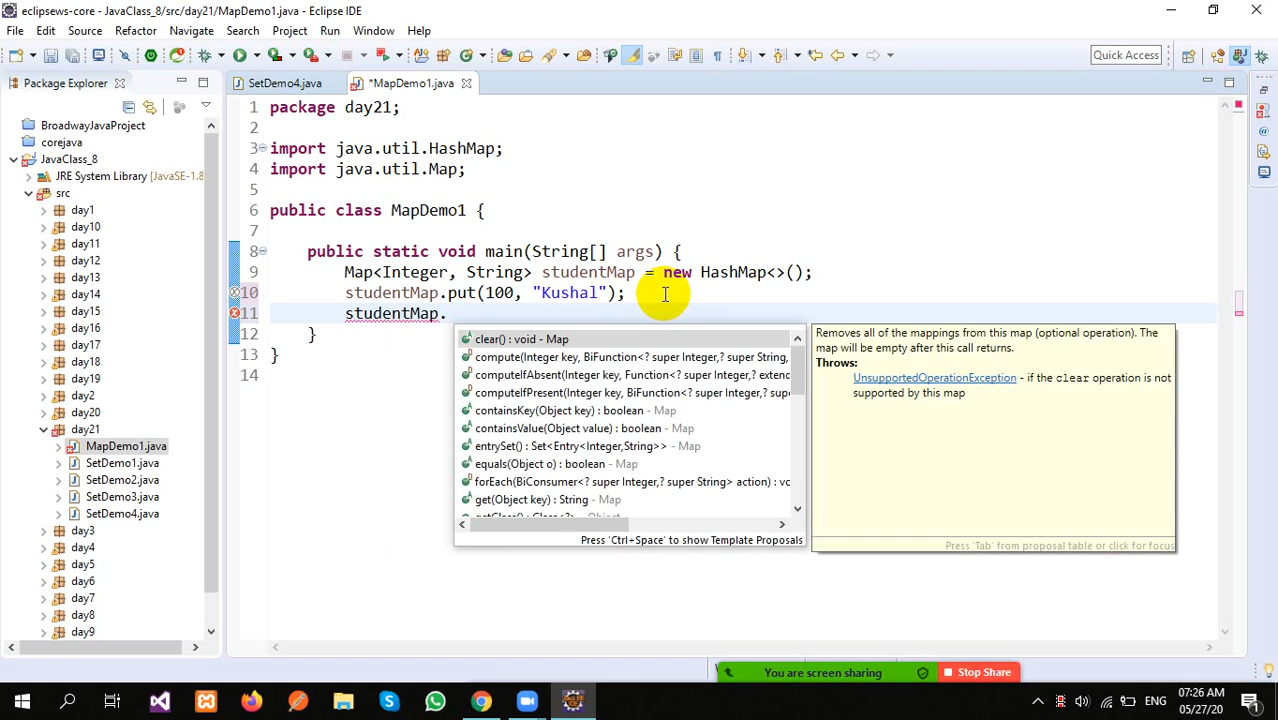 eclipsews-core - JavaClass_8/src/day21/MapDemo1.java - Eclipse IDE
File Edit Source Refactor Navigate Search Project Run Window Help
Quick Access
Package Explorer
SetDemo4.java
*MapDemo1.java
BroadwayJavaProject
corejava
JavaClass_8
JRE System Library [JavaSE-1.8
src
day1
day10
day11
day12
day13
day14
day15
day16
day17
day18
day19
day2
day20
day21
MapDemo1.java
SetDemo1.java
SetDemo2.java
SetDemo3.java
SetDemo4.java
day3
day4
day5
day6
day7
day8
day9
1 package day21;
2
3 import java.util.HashMap;
4 import java.util.Map;
5
6 public class MapDemo1 {
7
8 public static void main(String[] args) {
9 Map<Integer, String> studentMap = new HashMap<>();
10 studentMap.put(100, "Kushal");
11 studentMap.
12 }
13 }
14
clear() : void - Map
compute(Integer key, BiFunction<? super Integer,? super String,
computeIfAbsent(Integer key, Function<? super Integer,? extend
computeIfPresent(Integer key, BiFunction<? super Integer,? supe
containsKey(Object key) : boolean - Map
containsValue(Object value) : boolean - Map
entrySet() : Set<Entry<Integer,String>> - Map
equals(Object o) : boolean - Map
forEach(BiConsumer<? super Integer,? super String> action) : vo
get(Object key) : String - Map
getClass() : Class<?> - Object
Press 'Ctrl+Space' to show Template Proposals
Removes all of the mappings from this map (optional operation). The
map will be empty after this call returns.
Throws:
UnsupportedOperationException - if the clear operation is not
supported by this map
Press 'Tab' from proposal table or click for focus
You are screen sharing
Stop Share
ENG
07:26 AM
05/27/20
1